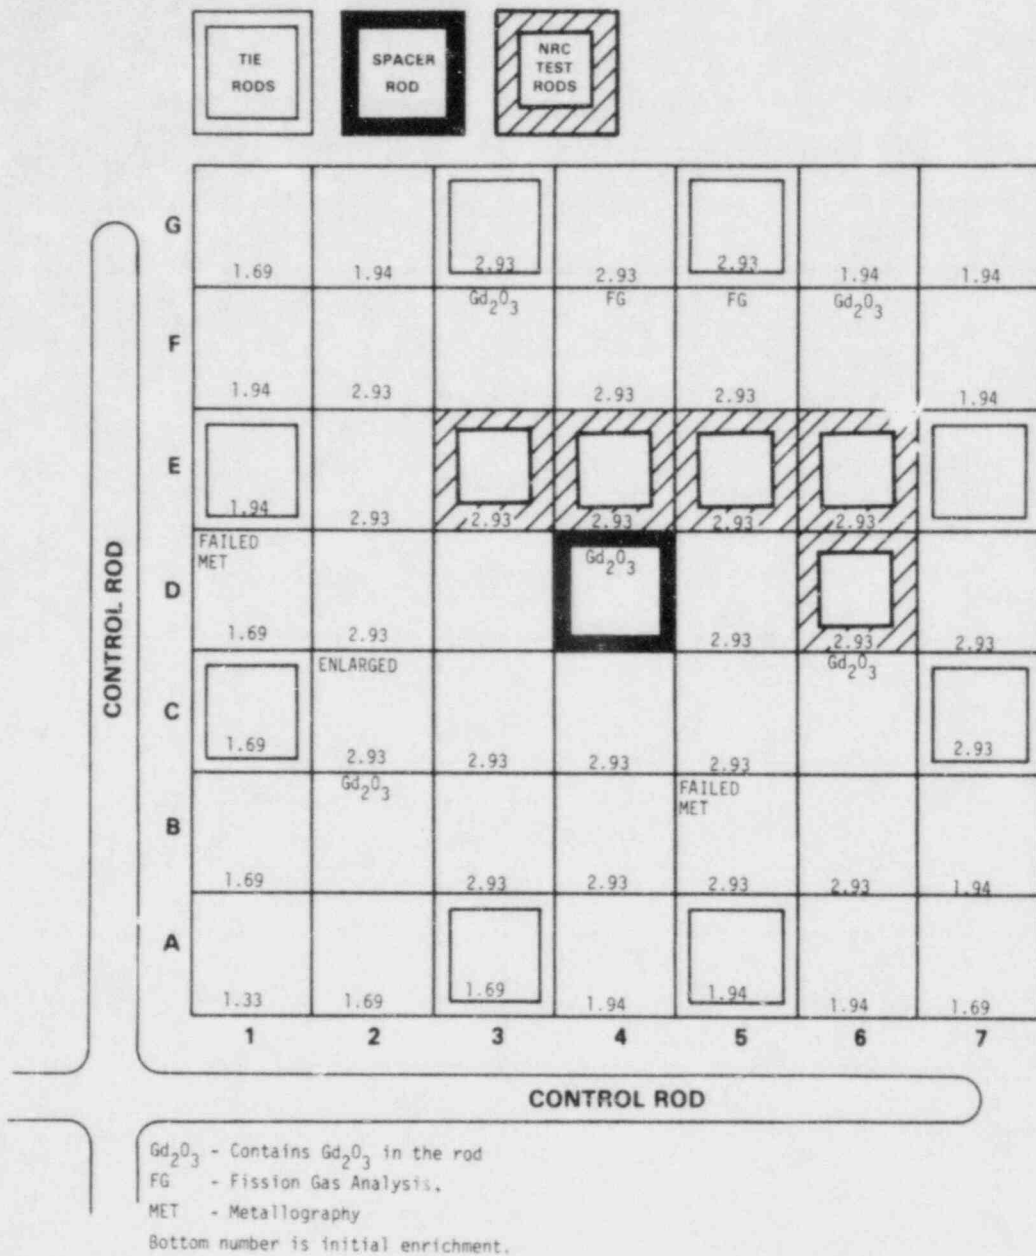 TIE RODS
SPACER ROD
NRC TEST RODS
G
1.69 1.94 2.93 2.93 2.93 1.94 1.94
Gd₂O₃ FG FG Gd₂O₃
F
1.94 2.93 2.93 2.93 1.94
E
1.94 2.93 2.93 2.93 2.93 2.93
FAILED MET Gd₂O₃
D
1.69 2.93 2.93 2.93 2.93
ENLARGED Gd₂O₃
C
1.69 2.93 2.93 2.93 2.93 2.93
Gd₂O₃ FAILED MET
B
1.69 2.93 2.93 2.93 2.93 1.94
A
1.33 1.69 1.69 1.94 1.94 1.94 1.69
1 2 3 4 5 6 7
CONTROL ROD
CONTROL ROD
Gd₂O₃ - Contains Gd₂O₃ in the rod
FG - Fission Gas Analysis.
MET - Metallography
Bottom number is initial enrichment.